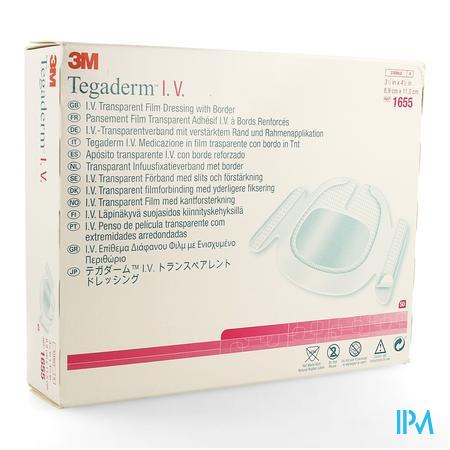 3M
Tegaderm™ I.V.
STERILE R
3½ in x 4½ in
8,9 cm x 11,5 cm
REF 1655
GB I.V. Transparent Film Dressing with Border
FR Pansement Film Transparent Adhésif I.V. à Bords Renforcés
DE I.V.-Transparentverband mit verstärktem Rand und Rahmenapplikation
IT Tegaderm I.V. Medicazione in film trasparente con bordo in Tnt
ES Apósito transparente I.V. con borde reforzado
NL Transparant Infuusfixatieverband met border
SE I.V. Transparent Förband med slits och förstärkning
DK I.V. Transparent filmforbinding med yderligere fiksering
NO I.V. Transparent Film med kantforsterkning
FI I.V. Läpinäkyvä suojasidos kiinnityskehyksillä
PT I.V. Penso de película transparente com
extremidades arredondadas
GR I.V. Επίθεμα Διάφανου Φιλμ με Ενισχυμένο
Περιθώριο
JP テガダーム™ I.V. トランスペアレント
ドレッシング
50
Tegaderm™ I.V.
REF 1655
IPM